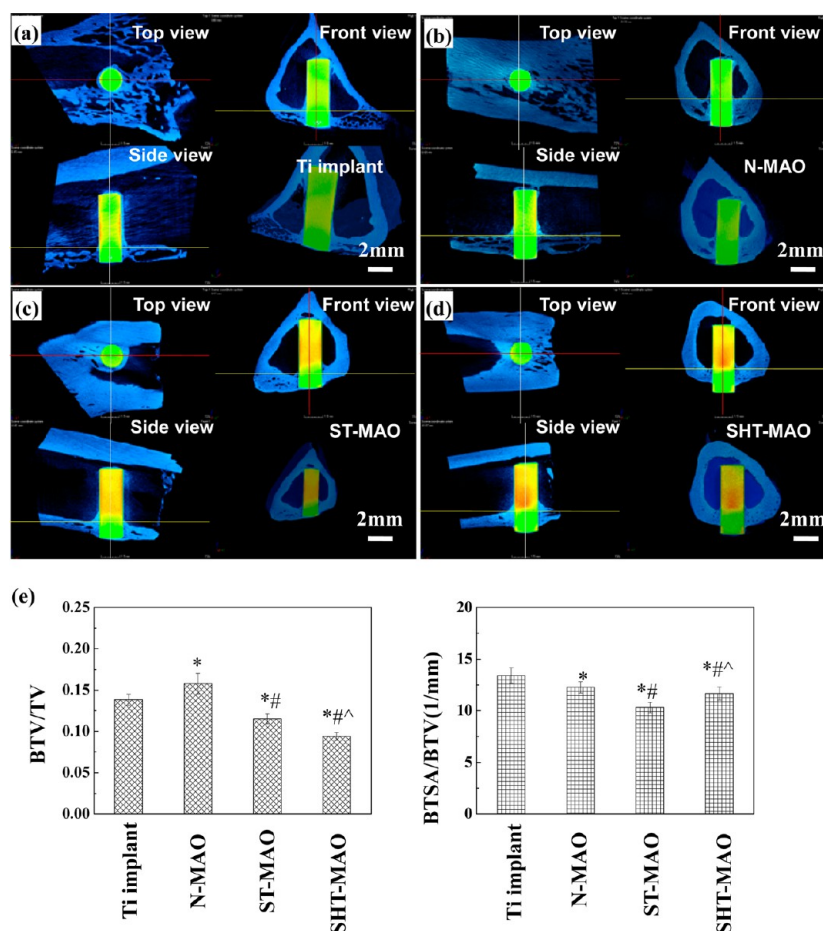 (a)
Top view
Front view
Side view
Ti implant
2mm
(b)
Top view
Front view
Side view
N-MAO
2mm
(c)
Top view
Front view
Side view
ST-MAO
2mm
(d)
Top view
Front view
Side view
SHT-MAO
2mm
(e)
BTV/TV
0.25
0.20
0.15
0.10
0.05
0.00
*
*#
*#^
Ti implant
N-MAO
ST-MAO
SHT-MAO
BTSA/BTV(1/mm)
20
15
10
5
0
*
*#
*#^
Ti implant
N-MAO
ST-MAO
SHT-MAO